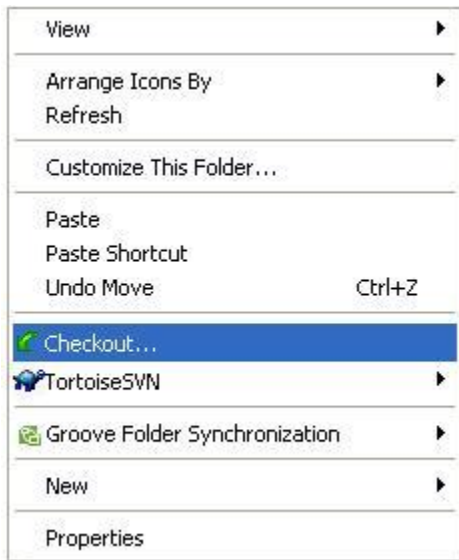 View
Arrange Icons By
Refresh
Customize This Folder...
Paste
Paste Shortcut
Undo Move Ctrl+Z
Checkout...
TortoiseSVN
Groove Folder Synchronization
New
Properties